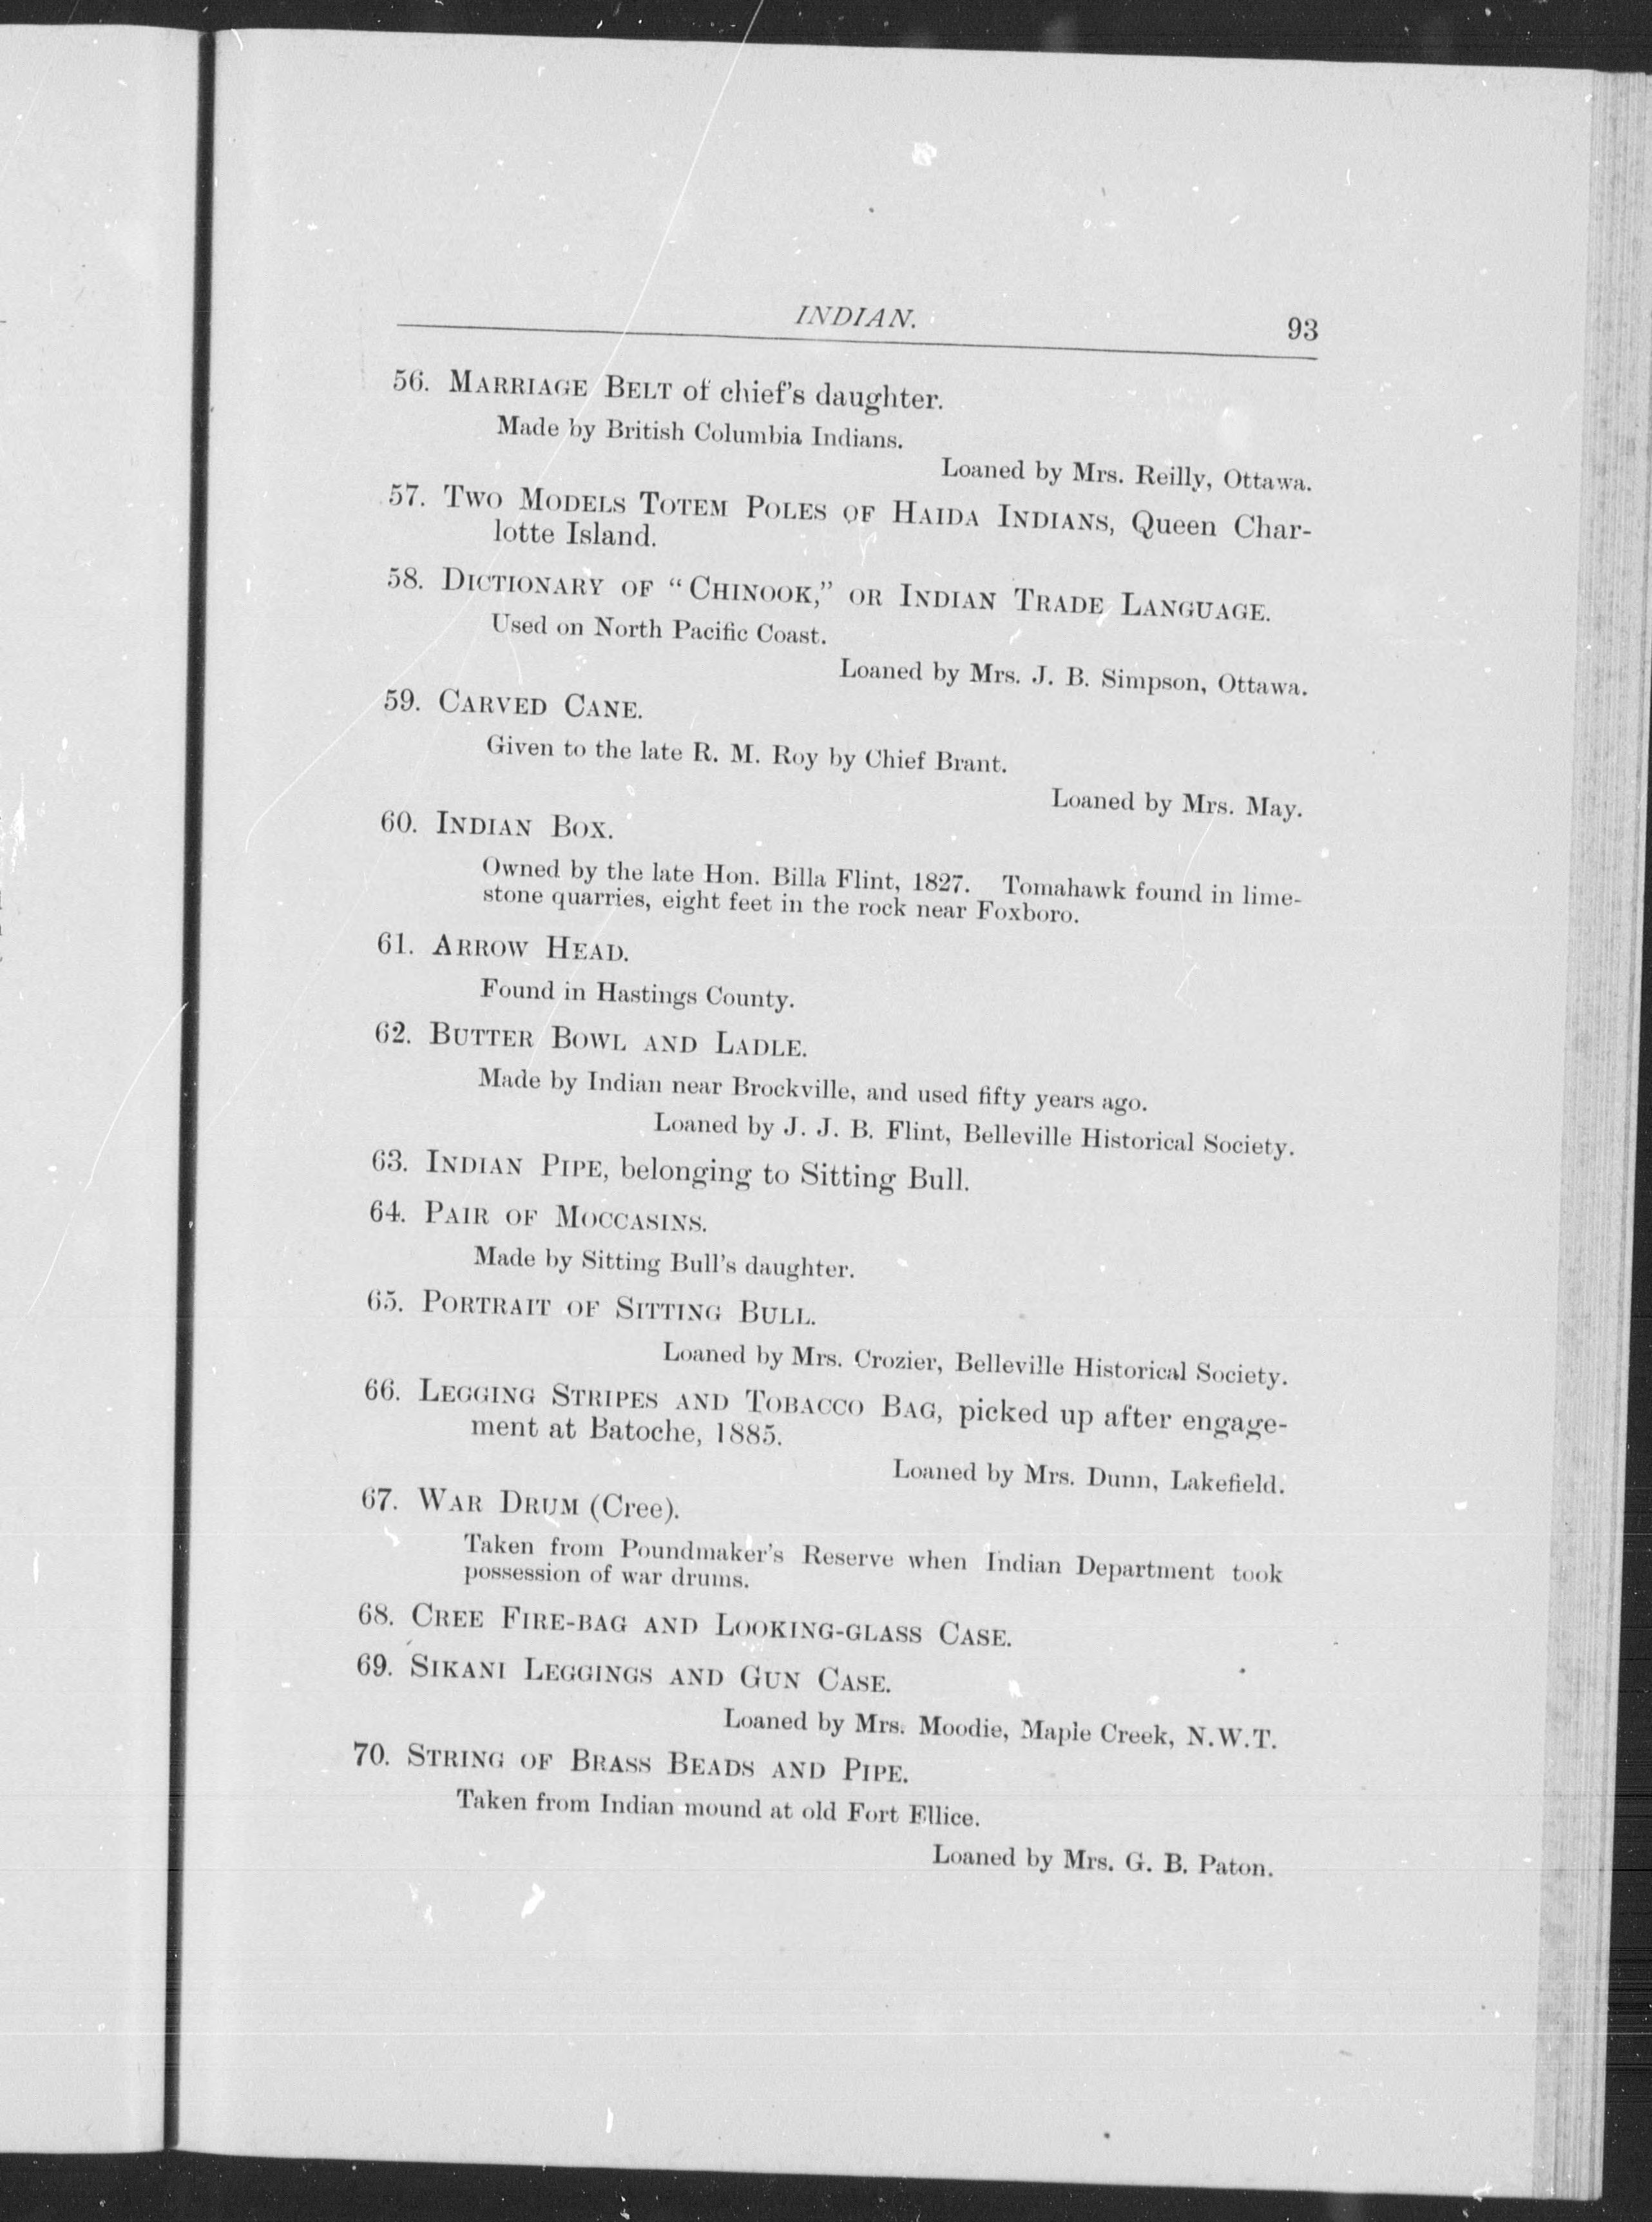 INDIAN. 93
56. MARRIAGE BELT of chief's daughter.
Made by British Columbia Indians.
Loaned by Mrs. Reilly, Ottawa.
57. TWO MODELS TOTEM POLES OF HAIDA INDIANS, Queen Char-
lotte Island.
58. DICTIONARY OF "CHINOOK," OR INDIAN TRADE LANGUAGE.
Used on North Pacific Coast.
Loaned by Mrs. J. B. Simpson, Ottawa.
59. CARVED CANE.
Given to the late R. M. Roy by Chief Brant.
Loaned by Mrs. May.
60. INDIAN BOX.
Owned by the late Hon. Billa Flint, 1827. Tomahawk found in lime-
stone quarries, eight feet in the rock near Foxboro.
61. ARROW HEAD.
Found in Hastings County.
62. BUTTER BOWL AND LADLE.
Made by Indian near Brockville, and used fifty years ago.
Loaned by J. J. B. Flint, Belleville Historical Society.
63. INDIAN PIPE, belonging to Sitting Bull.
64. PAIR OF MOCCASINS.
Made by Sitting Bull's daughter.
65. PORTRAIT OF SITTING BULL.
Loaned by Mrs. Crozier, Belleville Historical Society.
66. LEGGING STRIPES AND TOBACCO BAG, picked up after engage-
ment at Batoche, 1885.
Loaned by Mrs. Dunn, Lakefield.
67. WAR DRUM (Cree).
Taken from Poundmaker's Reserve when Indian Department took
possession of war drums.
68. CREE FIRE-BAG AND LOOKING-GLASS CASE.
69. SIKANI LEGGINGS AND GUN CASE.
Loaned by Mrs. Moodie, Maple Creek, N.W.T.
70. STRING OF BRASS BEADS AND PIPE.
Taken from Indian mound at old Fort Ellice.
Loaned by Mrs. G. B. Paton.